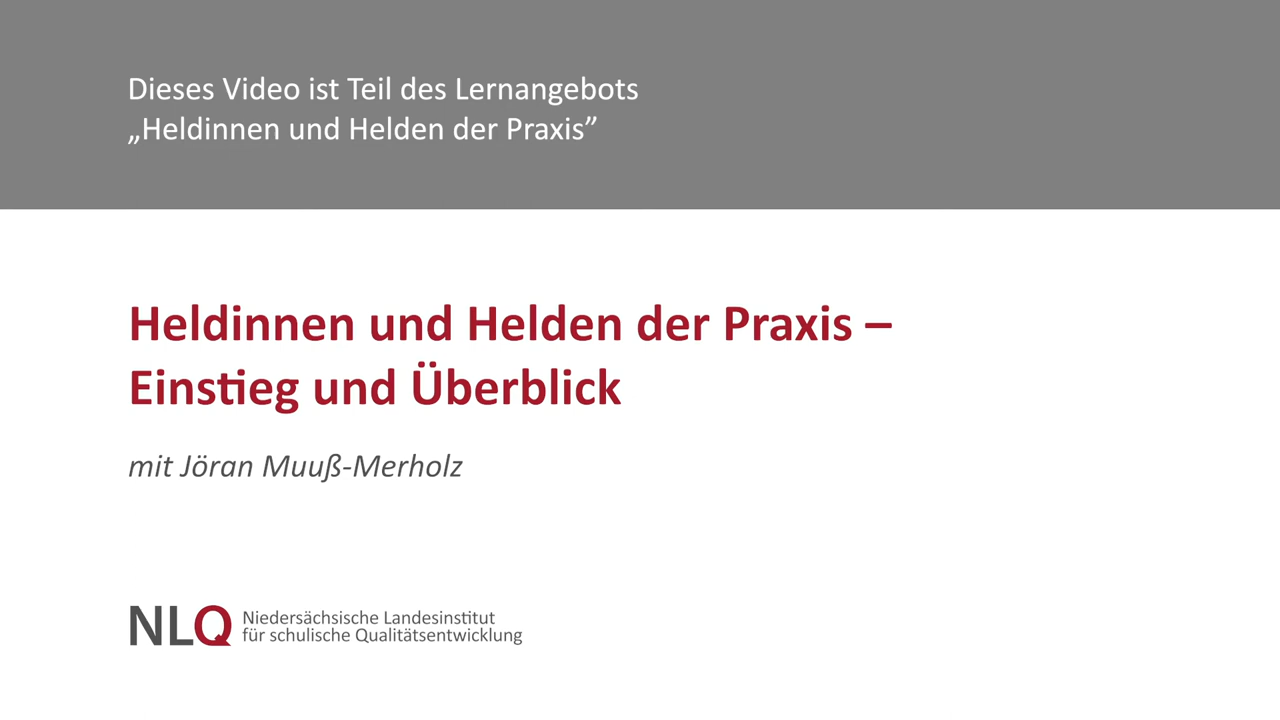 Dieses Video ist Teil des Lernangebots
„Heldinnen und Helden der Praxis”
Heldinnen und Helden der Praxis –
Einstieg und Überblick
mit Jöran Muuß-Merholz
NLQ Niedersächsische Landesinstitut
für schulische Qualitätsentwicklung